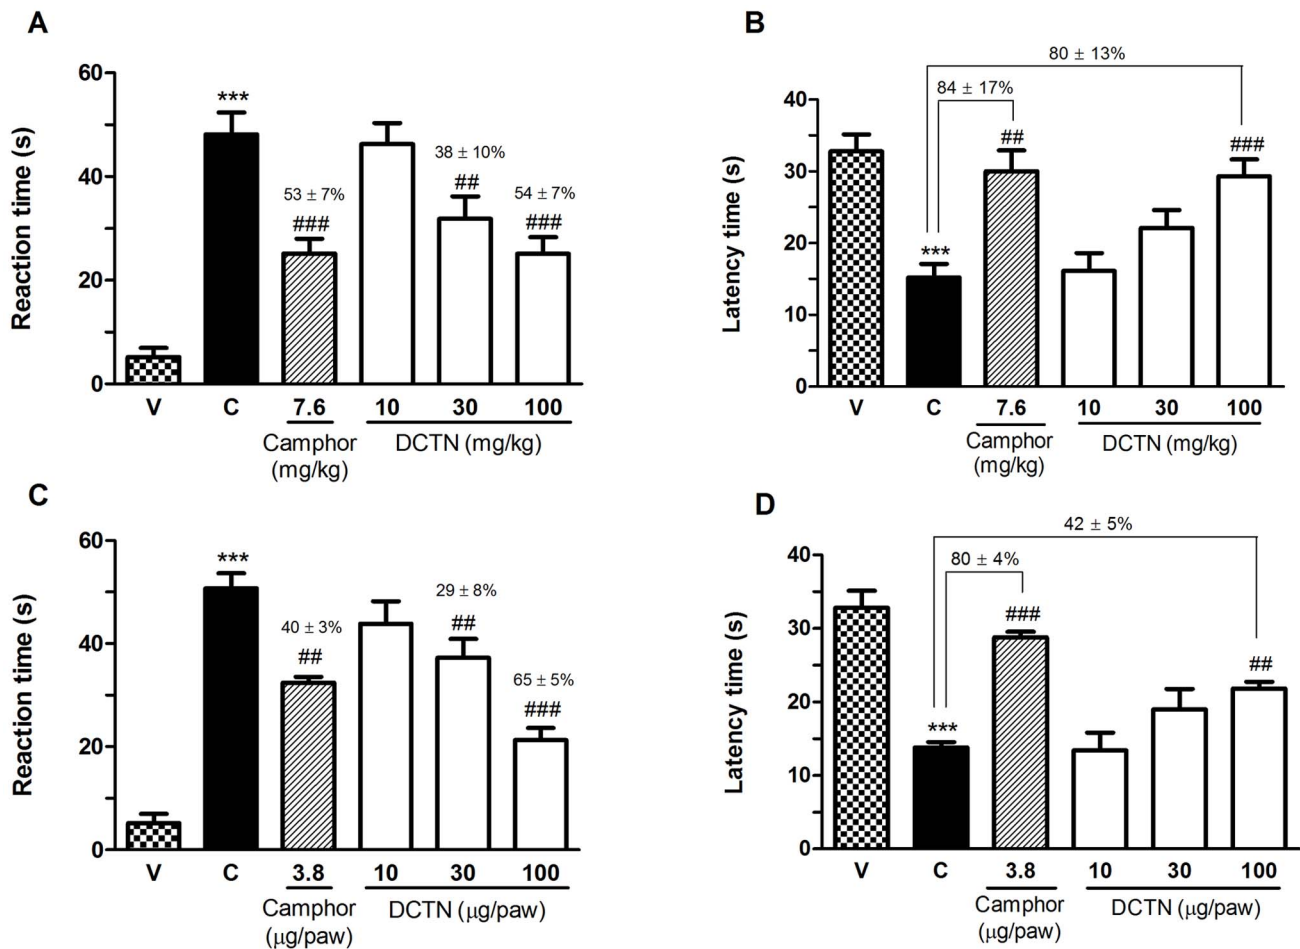 A
Reaction time (s)
60
40
20
0
***
53 ± 7%
###
38 ± 10%
##
54 ± 7%
###
V C 7.6 10 30 100
Camphor DCTN (mg/kg)
(mg/kg)
B
Latency time (s)
40
30
20
10
0
80 ± 13%
84 ± 17%
***
##
###
V C 7.6 10 30 100
Camphor DCTN (mg/kg)
(mg/kg)
C
Reaction time (s)
60
40
20
0
***
40 ± 3%
##
29 ± 8%
##
65 ± 5%
###
V C 3.8 10 30 100
Camphor DCTN (μg/paw)
(μg/paw)
D
Latency time (s)
40
30
20
10
0
42 ± 5%
80 ± 4%
***
###
##
V C 3.8 10 30 100
Camphor DCTN (μg/paw)
(μg/paw)